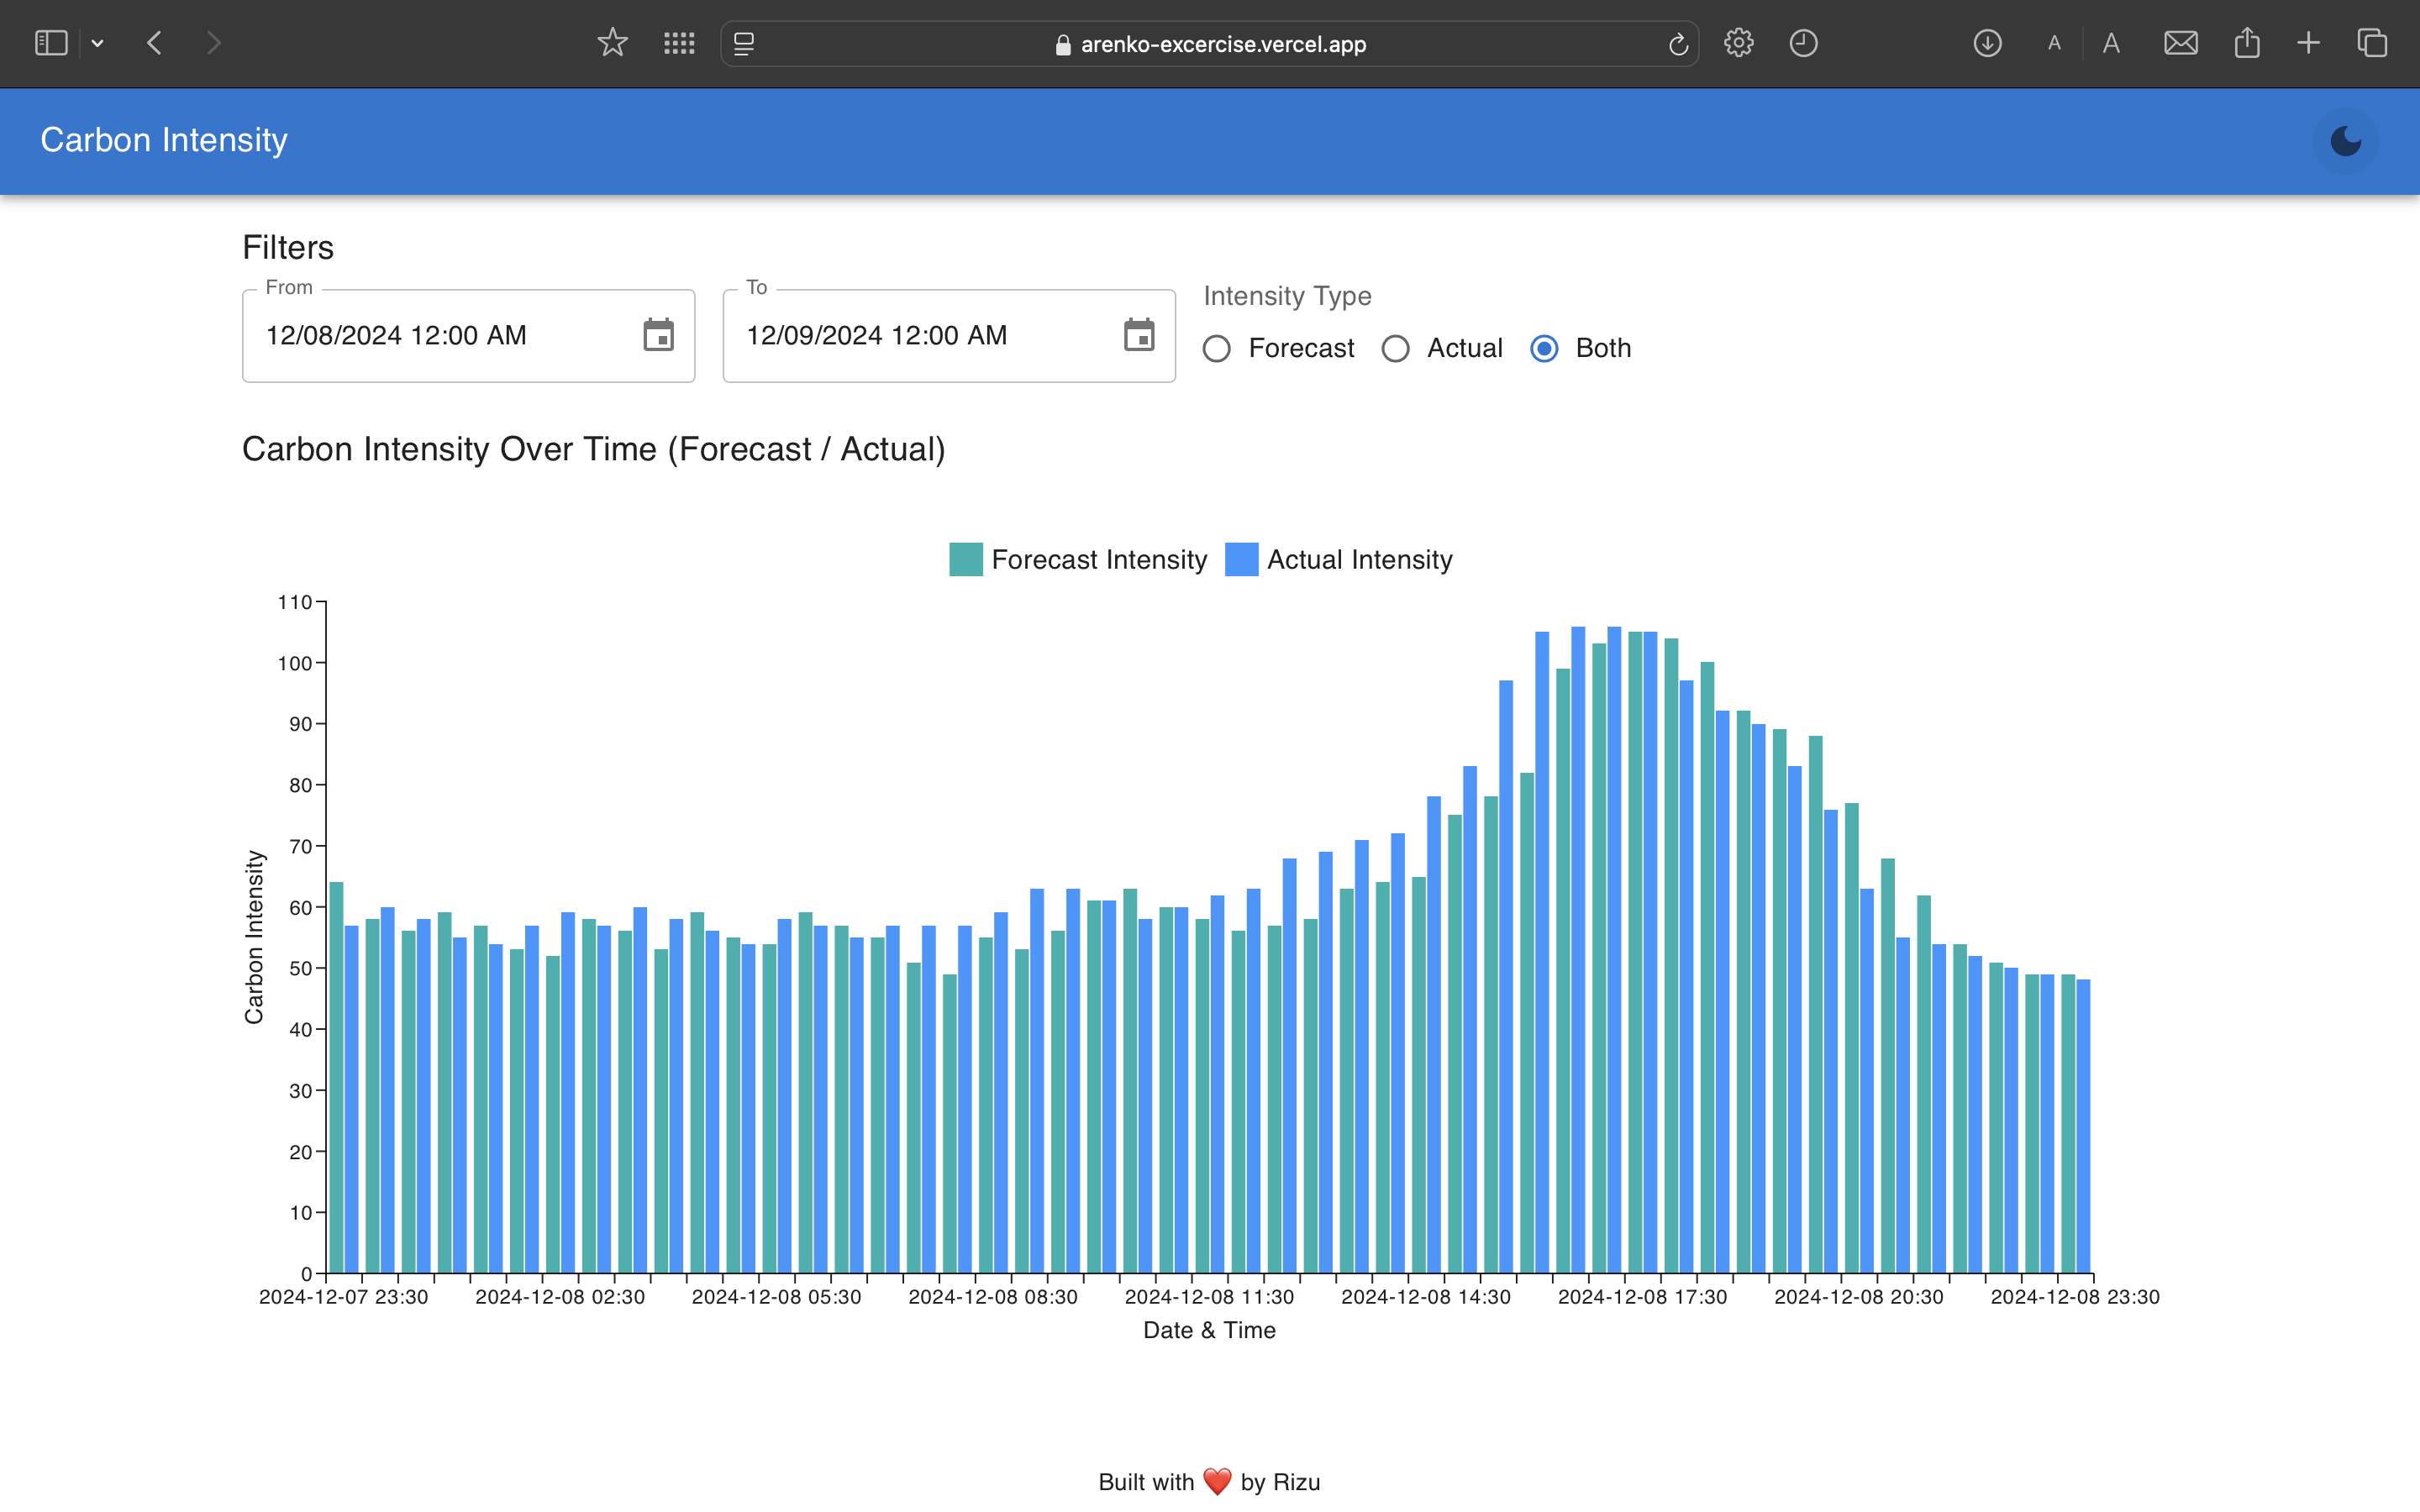 arenko-excercise.vercel.app
A A
Carbon Intensity
Filters
From
12/08/2024 12:00 AM
To
12/09/2024 12:00 AM
Intensity Type
Forecast Actual Both
Carbon Intensity Over Time (Forecast / Actual)
Forecast Intensity Actual Intensity
110
100
90
80
70
60
50
40
30
20
10
0
Carbon Intensity
2024-12-07 23:30 2024-12-08 02:30 2024-12-08 05:30 2024-12-08 08:30 2024-12-08 11:30 2024-12-08 14:30 2024-12-08 17:30 2024-12-08 20:30 2024-12-08 23:30
Date & Time
Built with ❤️ by Rizu